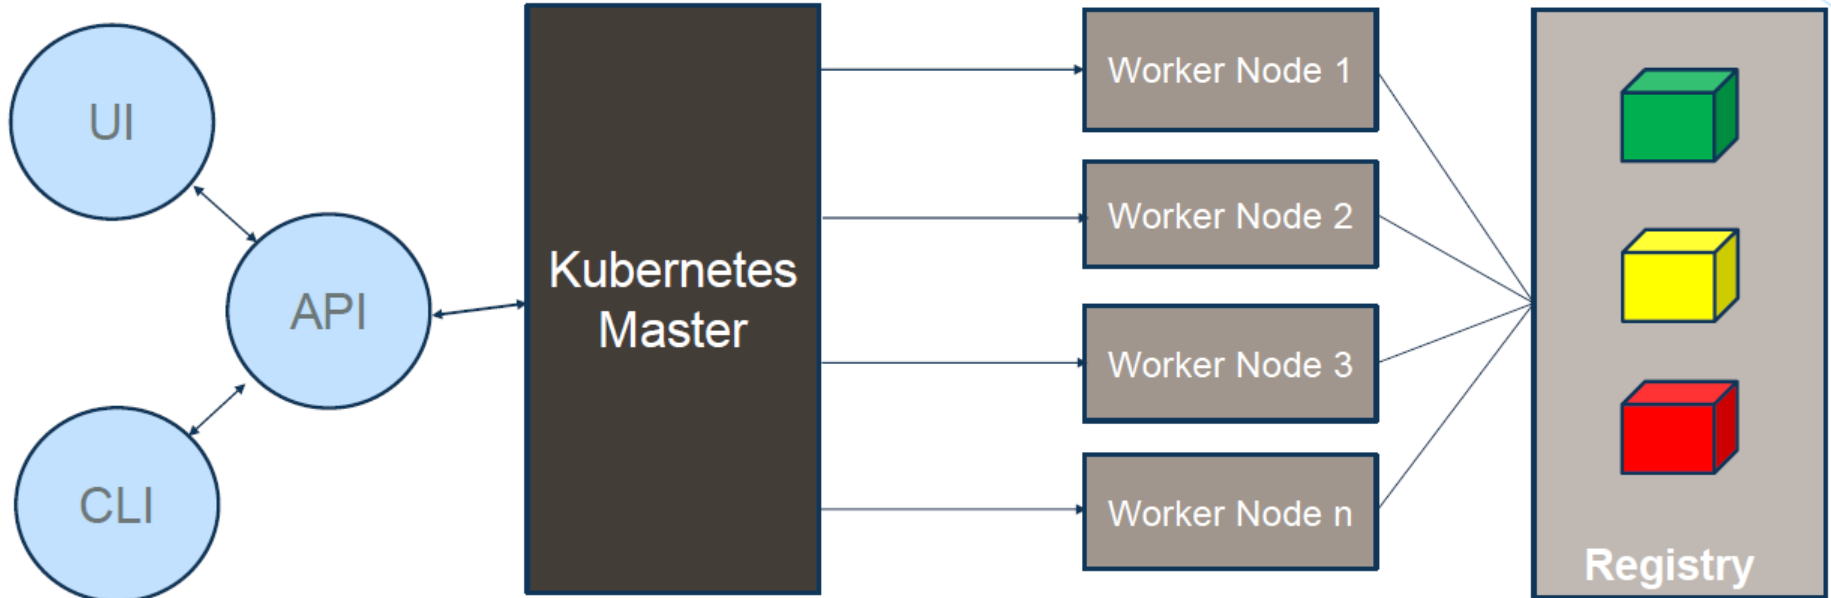 UI
API
CLI
Kubernetes
Master
Worker Node 1
Worker Node 2
Worker Node 3
Worker Node n
Registry